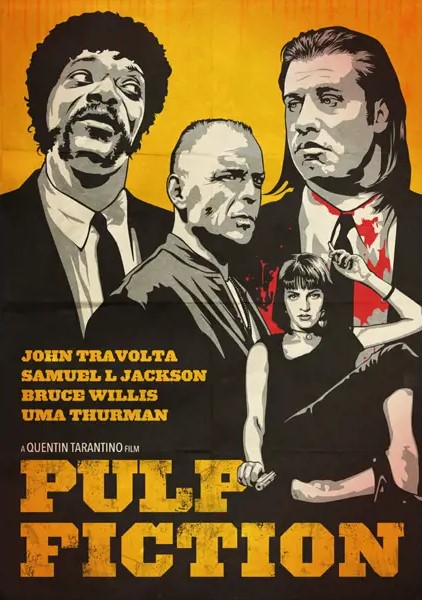 JOHN TRAVOLTA
SAMUEL L JACKSON
BRUCE WILLIS
UMA THURMAN
A QUENTIN TARANTINO FILM
PULP
FICTION